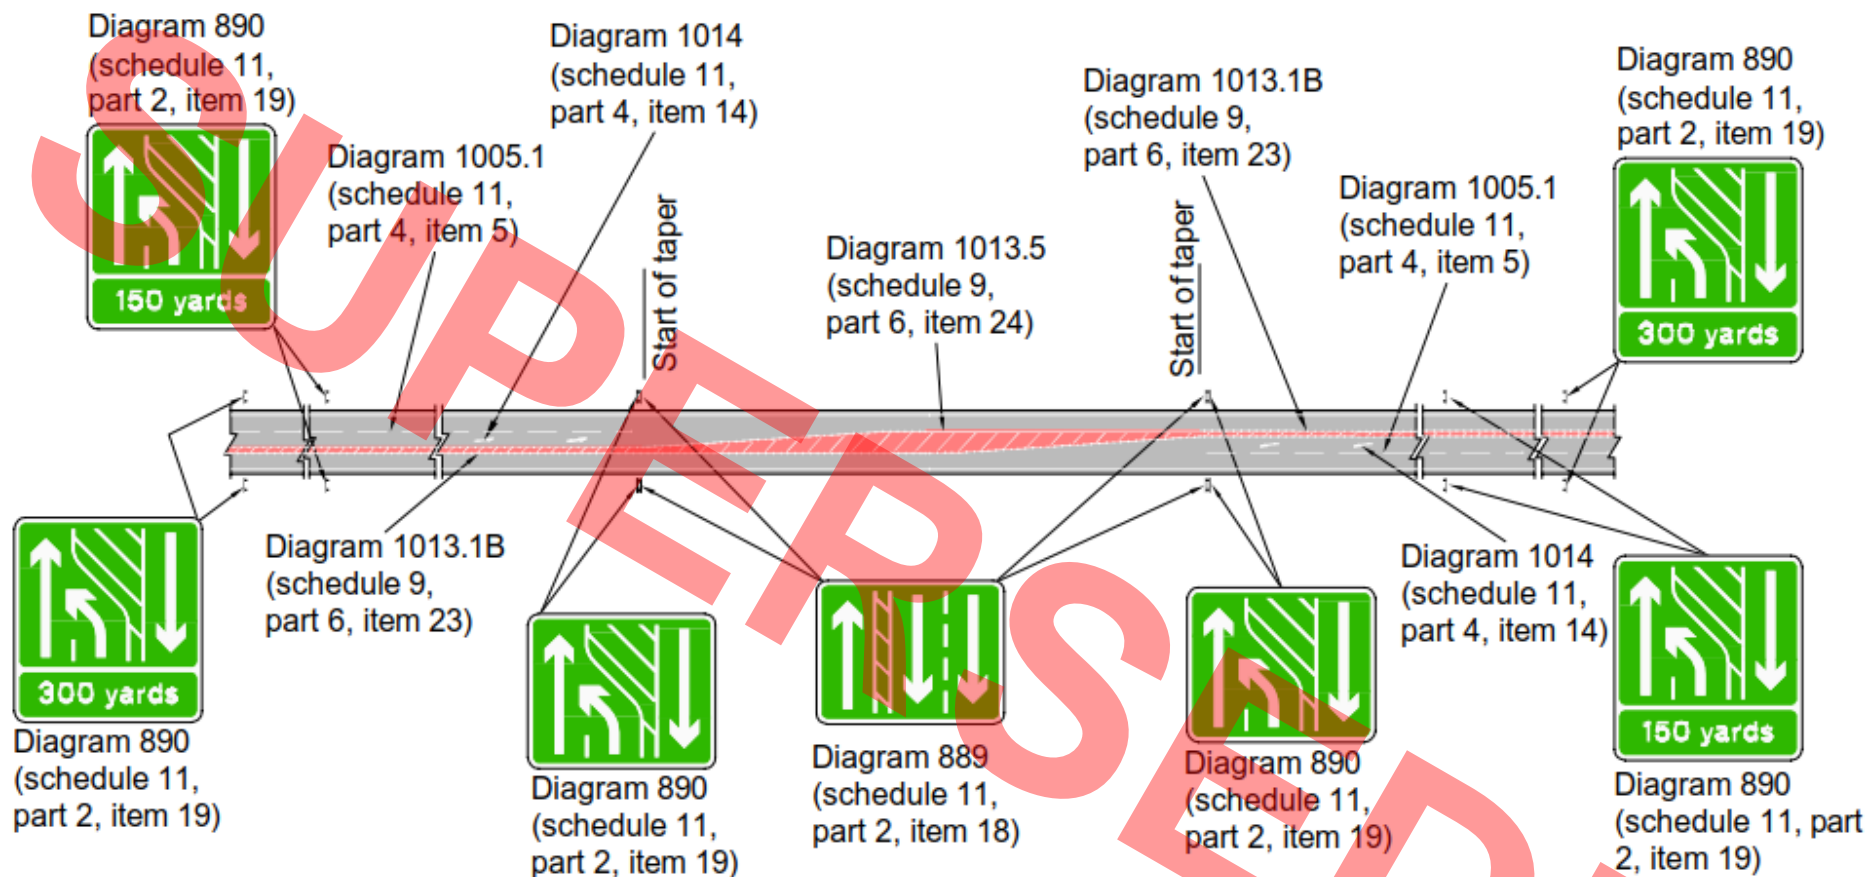 Diagram 890
(schedule 11,
part 2, item 19)
150 yards
Diagram 1005.1
(schedule 11,
part 4, item 5)
Diagram 1014
(schedule 11,
part 4, item 14)
Start of taper
Diagram 1013.5
(schedule 9,
part 6, item 24)
Diagram 1013.1B
(schedule 9,
part 6, item 23)
Start of taper
Diagram 1005.1
(schedule 11,
part 4, item 5)
Diagram 890
(schedule 11,
part 2, item 19)
300 yards
300 yards
Diagram 890
(schedule 11,
part 2, item 19)
Diagram 1013.1B
(schedule 9,
part 6, item 23)
Diagram 890
(schedule 11,
part 2, item 19)
Diagram 889
(schedule 11,
part 2, item 18)
Diagram 890
(schedule 11,
part 2, item 19)
Diagram 1014
(schedule 11,
part 4, item 14)
150 yards
Diagram 890
(schedule 11, part
2, item 19)
SUPERSED